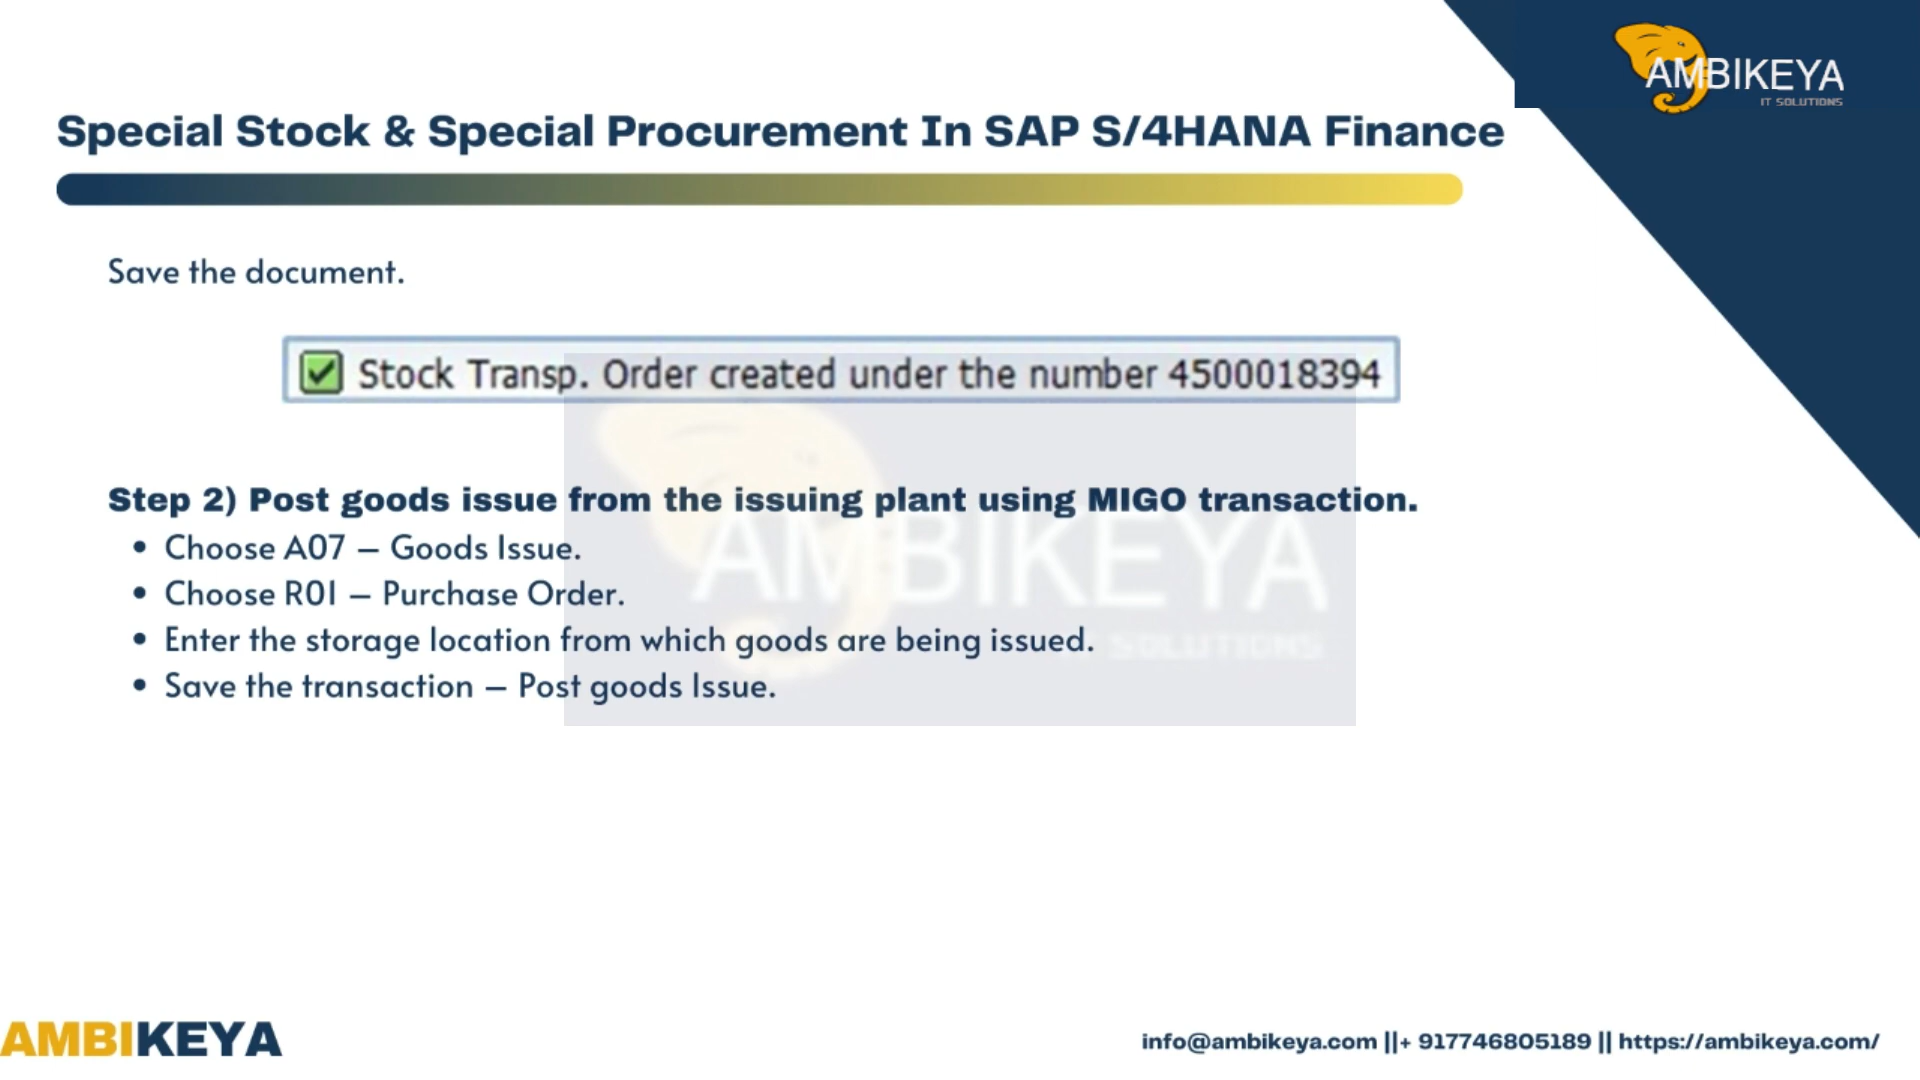 AMBIKEYA
IT SOLUTIONS
Special Stock & Special Procurement In SAP S/4HANA Finance
Save the document.
Stock Transp. Order created under the number 4500018394
Step 2) Post goods issue from the issuing plant using MIGO transaction.
• Choose A07 – Goods Issue.
• Choose R01 – Purchase Order.
• Enter the storage location from which goods are being issued.
• Save the transaction – Post goods Issue.
AMBIKEYA
IT SOLUTIONS
AMBIKEYA
info@ambikeya.com ||+ 917746805189 || https://ambikeya.com/